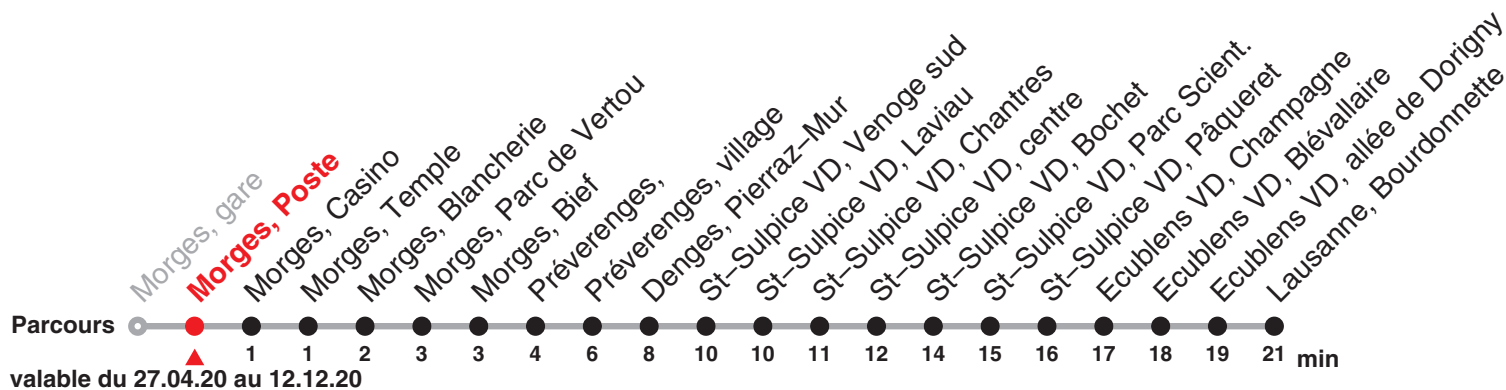 Morges, gare
Morges, Poste
Morges, Casino
Morges, Temple
Morges, Blancherie
Morges, Parc de Vertou
Morges, Bief
Préverenges,
Préverenges, village
Denges, Pierraz–Mur
St–Sulpice VD, Venoge sud
St–Sulpice VD, Laviau
St–Sulpice VD, Chantres
St–Sulpice VD, centre
St–Sulpice VD, Bochet
St–Sulpice VD, Parc Scient.
St–Sulpice VD, Pâqueret
Ecublens VD, Champagne
Ecublens VD, Blévallaire
Ecublens VD, allée de Dorigny
Lausanne, Bourdonnette
Parcours
1 1 2 3 3 4 6 8 10 10 11 12 14 15 16 17 18 19 21 min
valable du 27.04.20 au 12.12.20